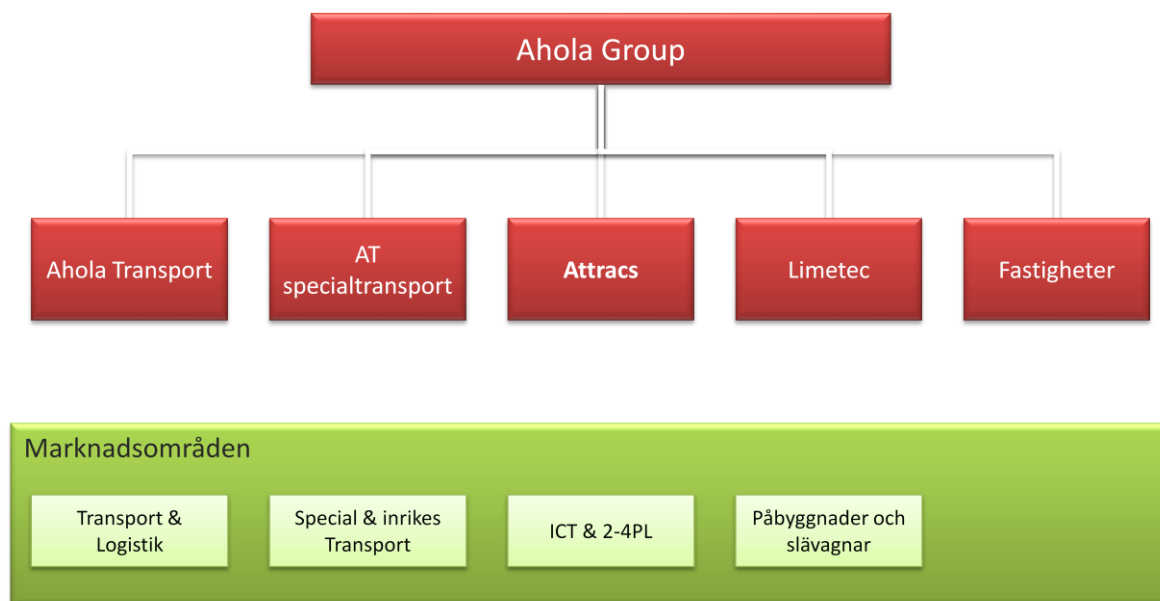 Ahola Group
Ahola Transport
AT
specialtransport
Attracs
Limetec
Fastigheter
Marknadsområden
Transport &
Logistik
Special & inrikes
Transport
ICT & 2-4PL
Påbyggnader och
slävagnar